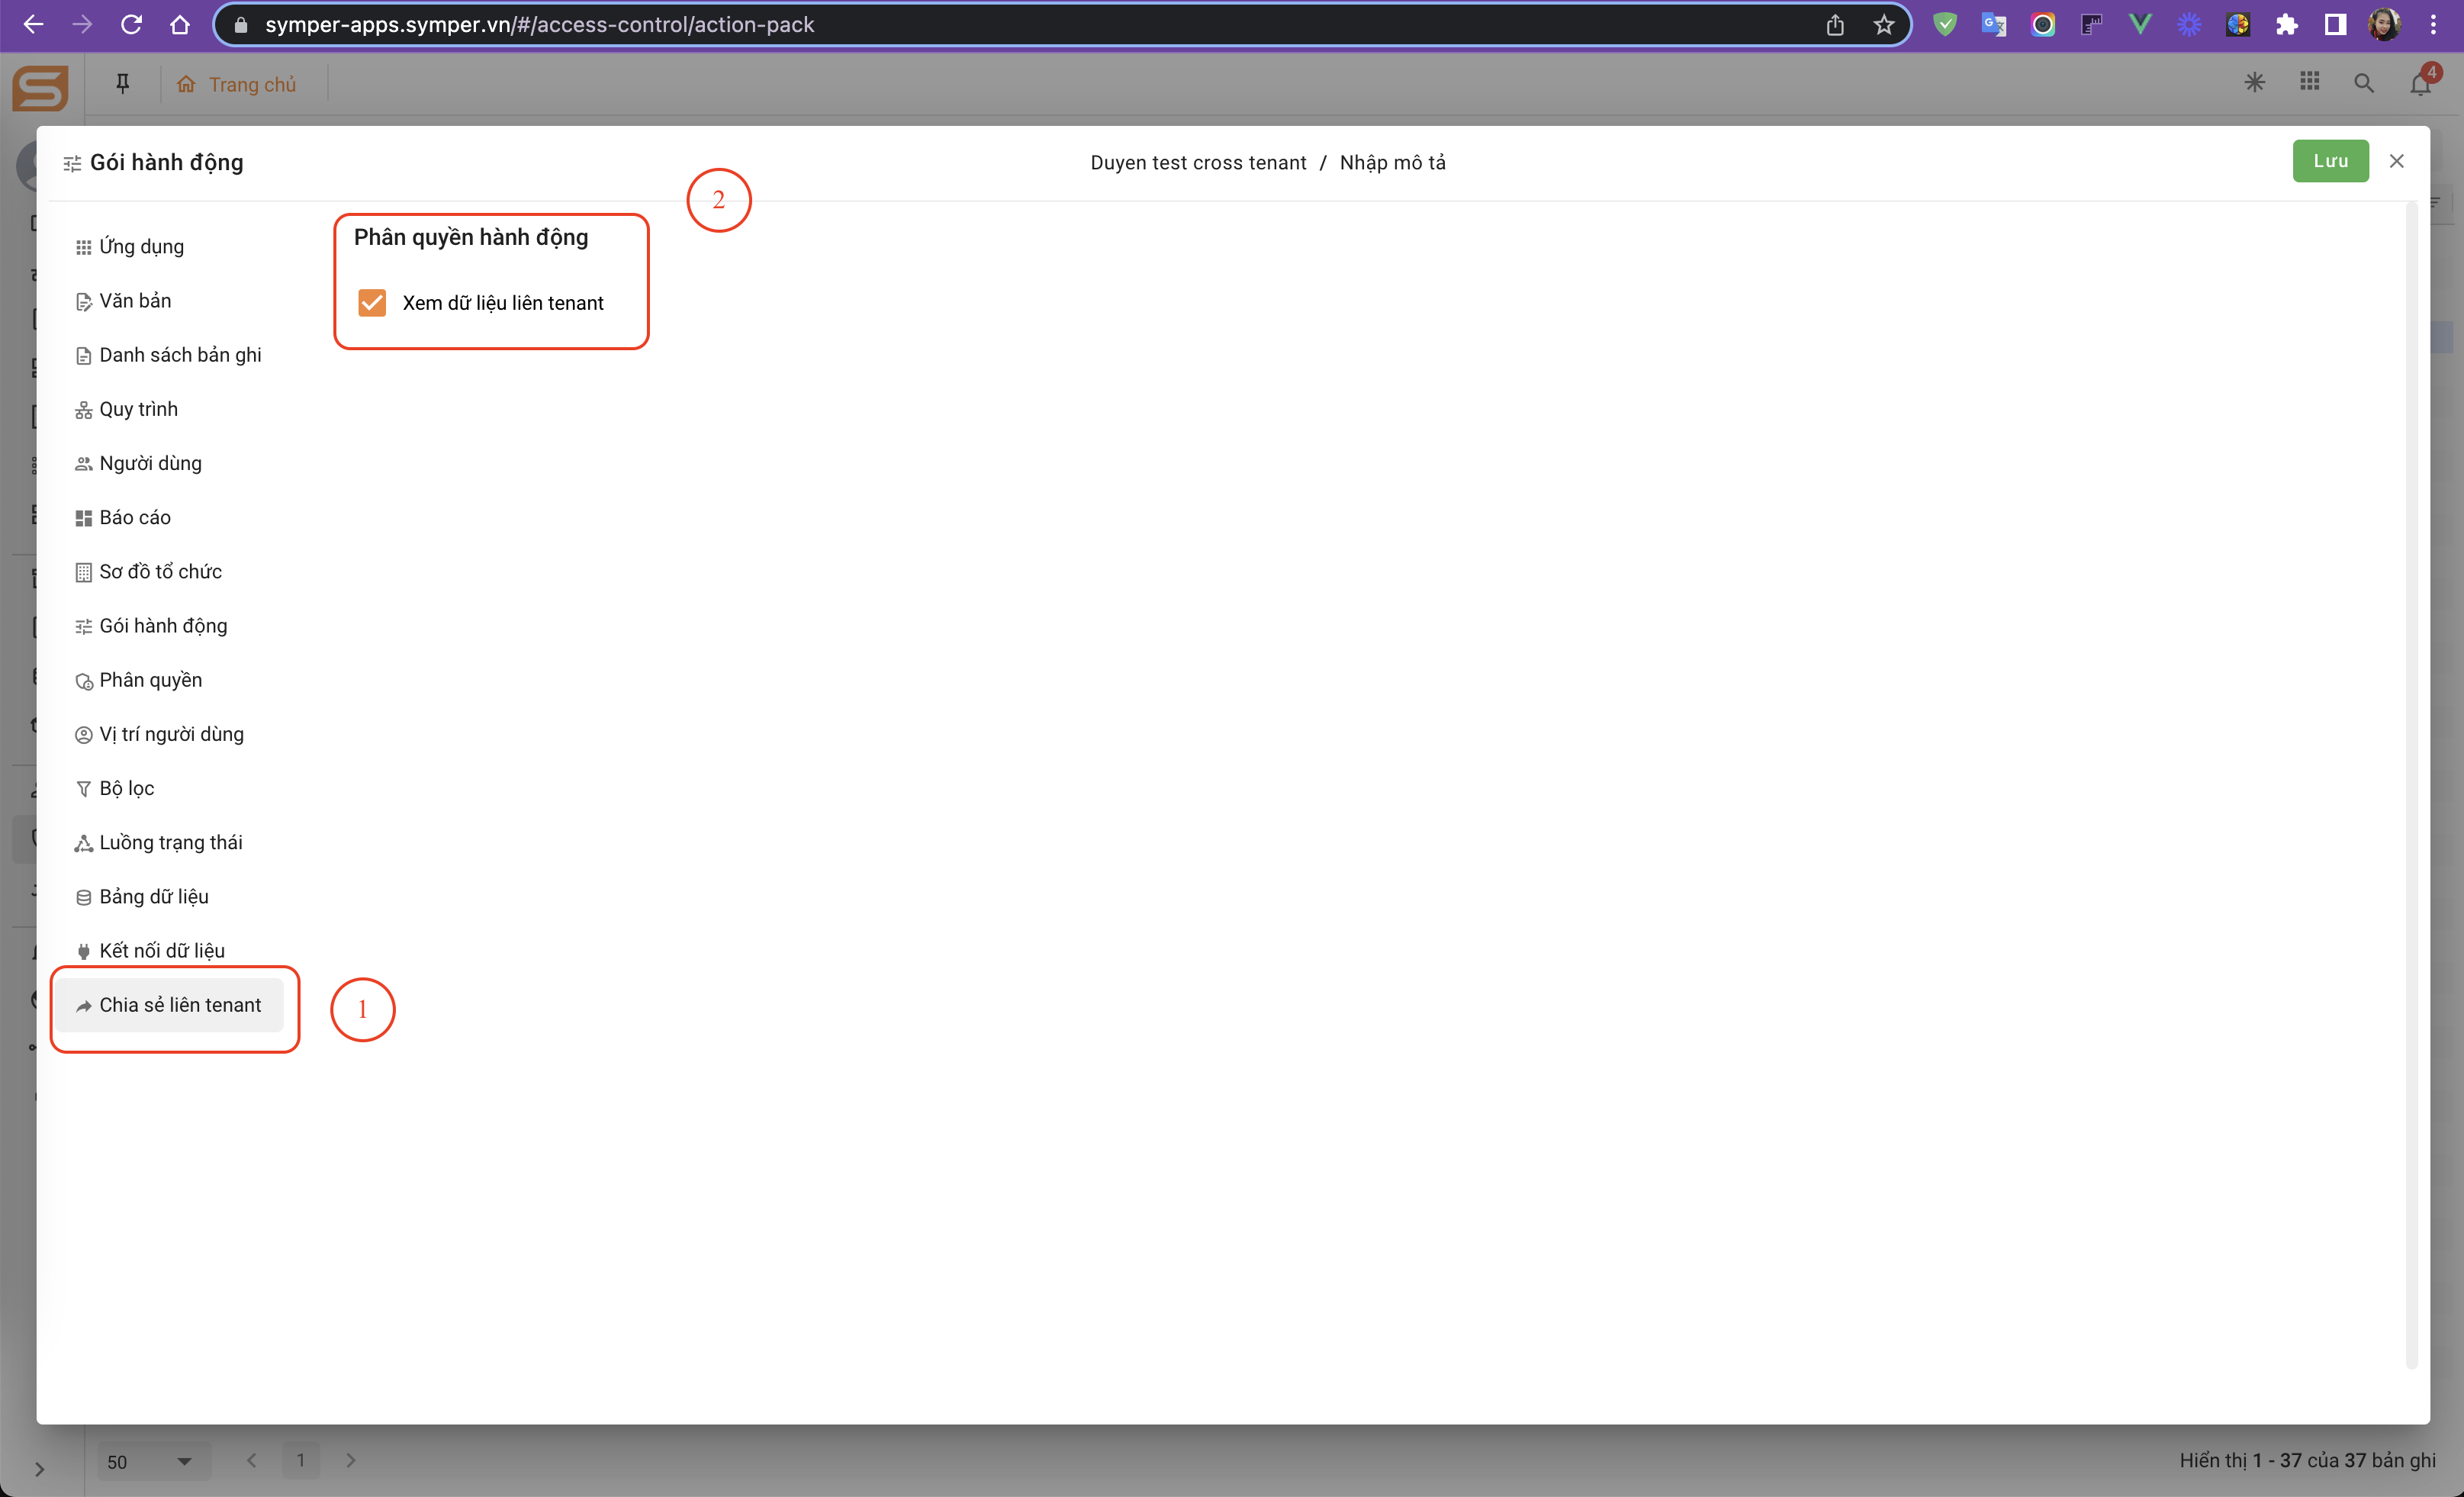 symper-apps.symper.vn/#/access-control/action-pack
Trang chủ
4
Gói hành động
Duyen test cross tenant / Nhập mô tả
Lưu
2
Phân quyền hành động
Xem dữ liệu liên tenant
Ứng dụng
Văn bản
Danh sách bản ghi
Quy trình
Người dùng
Báo cáo
Sơ đồ tổ chức
Gói hành động
Phân quyền
Vị trí người dùng
Bộ lọc
Luồng trạng thái
Bảng dữ liệu
Kết nối dữ liệu
Chia sẻ liên tenant
1
50
1
Hiển thị 1 - 37 của 37 bản ghi